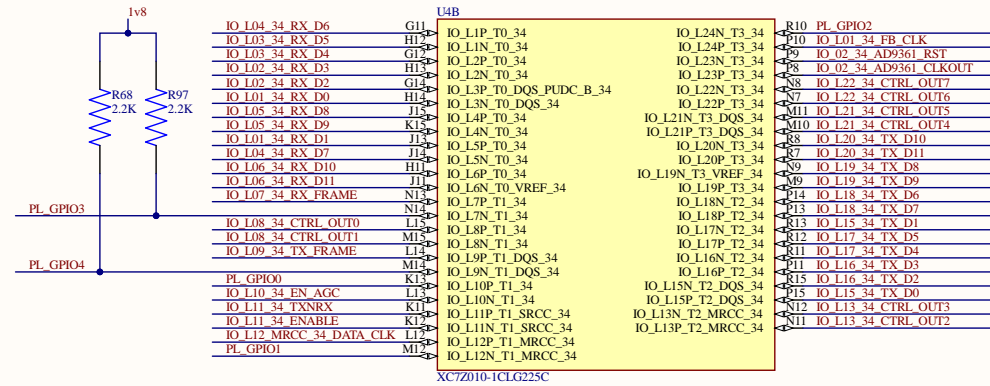 1v8
R68
2.2K
R97
2.2K
PL_GPIO3
PL_GPIO4
U4B
IO_L04_34_RX_D6 G11 IO_L1P_T0_34
IO_L03_34_RX_D5 H12 IO_L1N_T0_34
IO_L03_34_RX_D4 G12 IO_L2P_T0_34
IO_L02_34_RX_D3 H13 IO_L2N_T0_34
IO_L02_34_RX_D2 G14 IO_L3P_T0_DQS_PUDC_B_34
IO_L01_34_RX_D0 H14 IO_L3N_T0_DQS_34
IO_L05_34_RX_D8 J15 IO_L4P_T0_34
IO_L05_34_RX_D9 K15 IO_L4N_T0_34
IO_L01_34_RX_D1 J13 IO_L5P_T0_34
IO_L04_34_RX_D7 J14 IO_L5N_T0_34
IO_L06_34_RX_D10 H11 IO_L6P_T0_34
IO_L06_34_RX_D11 J11 IO_L6N_T0_VREF_34
IO_L07_34_RX_FRAME N13 IO_L7P_T1_34
N14 IO_L7N_T1_34
IO_L08_34_CTRL_OUT0 L15 IO_L8P_T1_34
IO_L08_34_CTRL_OUT1 M15 IO_L8N_T1_34
IO_L09_34_TX_FRAME L14 IO_L9P_T1_DQS_34
M14 IO_L9N_T1_DQS_34
PL_GPIO0 K13 IO_L10P_T1_34
IO_L10_34_EN_AGC L13 IO_L10N_T1_34
IO_L11_34_TXNRX K11 IO_L11P_T1_SRCC_34
IO_L11_34_ENABLE K12 IO_L11N_T1_SRCC_34
IO_L12_MRCC_34_DATA_CLK L12 IO_L12P_T1_MRCC_34
PL_GPIO1 M12 IO_L12N_T1_MRCC_34
IO_L24N_T3_34 R10 PL_GPIO2
IO_L24P_T3_34 P10 IO_L01_34_FB_CLK
IO_L23N_T3_34 P9 IO_02_34_AD9361_RST
IO_L23P_T3_34 P8 IO_02_34_AD9361_CLKOUT
IO_L22N_T3_34 N8 IO_L22_34_CTRL_OUT7
IO_L22P_T3_34 N7 IO_L22_34_CTRL_OUT6
IO_L21N_T3_DQS_34 M11 IO_L21_34_CTRL_OUT5
IO_L21P_T3_DQS_34 M10 IO_L21_34_CTRL_OUT4
IO_L20N_T3_34 R8 IO_L20_34_TX_D10
IO_L20P_T3_34 R7 IO_L20_34_TX_D11
IO_L19N_T3_VREF_34 N9 IO_L19_34_TX_D8
IO_L19P_T3_34 M9 IO_L19_34_TX_D9
IO_L18N_T2_34 P14 IO_L18_34_TX_D6
IO_L18P_T2_34 P13 IO_L18_34_TX_D7
IO_L17N_T2_34 R13 IO_L15_34_TX_D1
IO_L17P_T2_34 R12 IO_L17_34_TX_D5
IO_L16N_T2_34 R11 IO_L17_34_TX_D4
IO_L16P_T2_34 P11 IO_L16_34_TX_D3
IO_L15N_T2_DQS_34 R15 IO_L16_34_TX_D2
IO_L15P_T2_DQS_34 P15 IO_L15_34_TX_D0
IO_L13N_T2_MRCC_34 N12 IO_L13_34_CTRL_OUT3
IO_L13P_T2_MRCC_34 N11 IO_L13_34_CTRL_OUT2
XC7Z010-1CLG225C